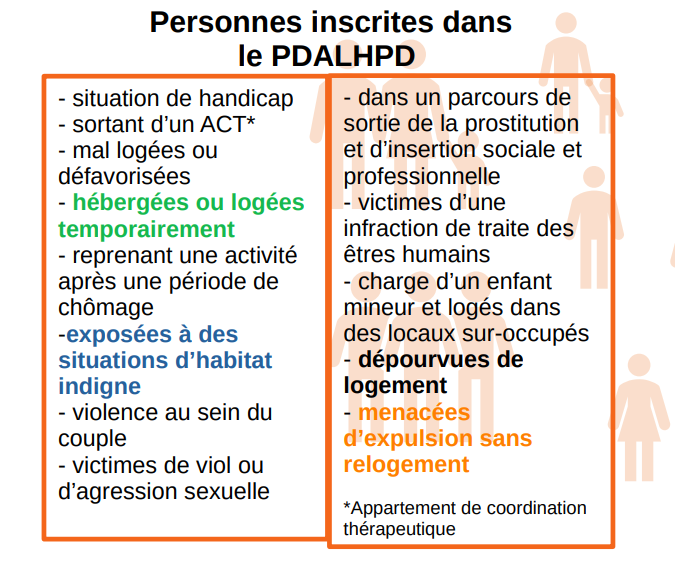 Personnes inscrites dans
le PDALHPD
- situation de handicap
- sortant d’un ACT*
- mal logées ou
défavorisées
- hébergées ou logées
temporairement
- reprenant une activité
après une période de
chômage
-exposées à des
situations d’habitat
indigne
- violence au sein du
couple
- victimes de viol ou
d’agression sexuelle
- dans un parcours de
sortie de la prostitution
et d’insertion sociale et
professionnelle
- victimes d’une
infraction de traite des
êtres humains
- charge d’un enfant
mineur et logés dans
des locaux sur-occupés
- dépourvues de
logement
- menacées
d’expulsion sans
relogement
*Appartement de coordination
thérapeutique